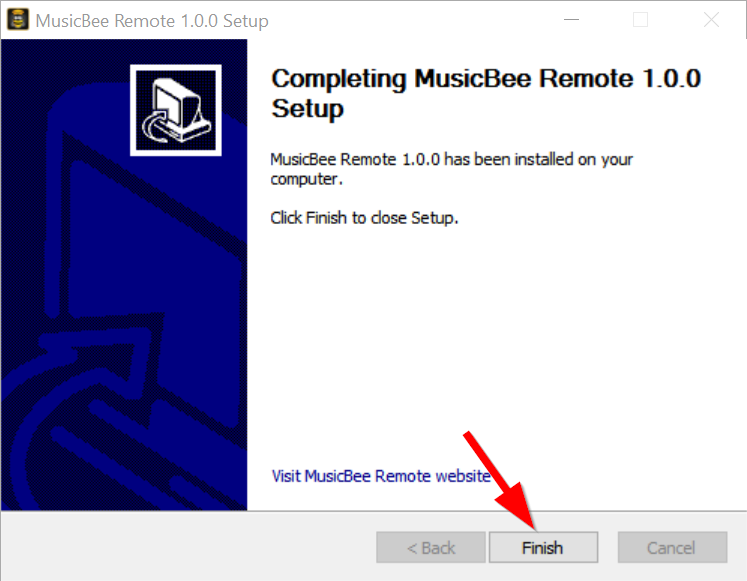 MusicBee Remote 1.0.0 Setup
Completing MusicBee Remote 1.0.0
Setup
MusicBee Remote 1.0.0 has been installed on your
computer.
Click Finish to close Setup.
Visit MusicBee Remote website
< Back
Finish
Cancel